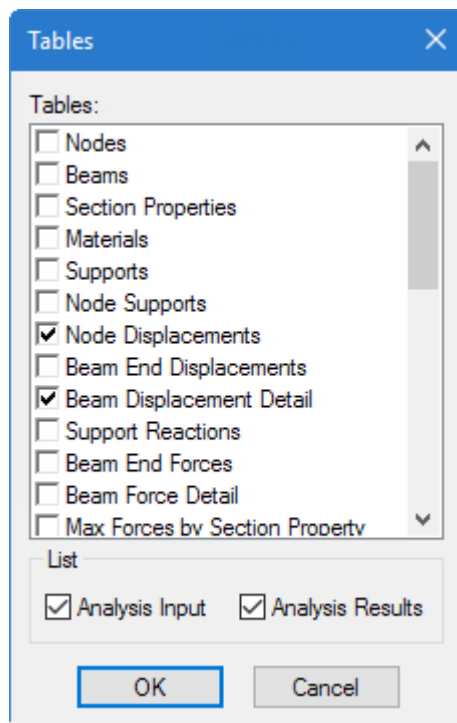 Tables
Tables:
Nodes
Beams
Section Properties
Materials
Supports
Node Supports
Node Displacements
Beam End Displacements
Beam Displacement Detail
Support Reactions
Beam End Forces
Beam Force Detail
Max Forces by Section Property
List
Analysis Input Analysis Results
OK Cancel